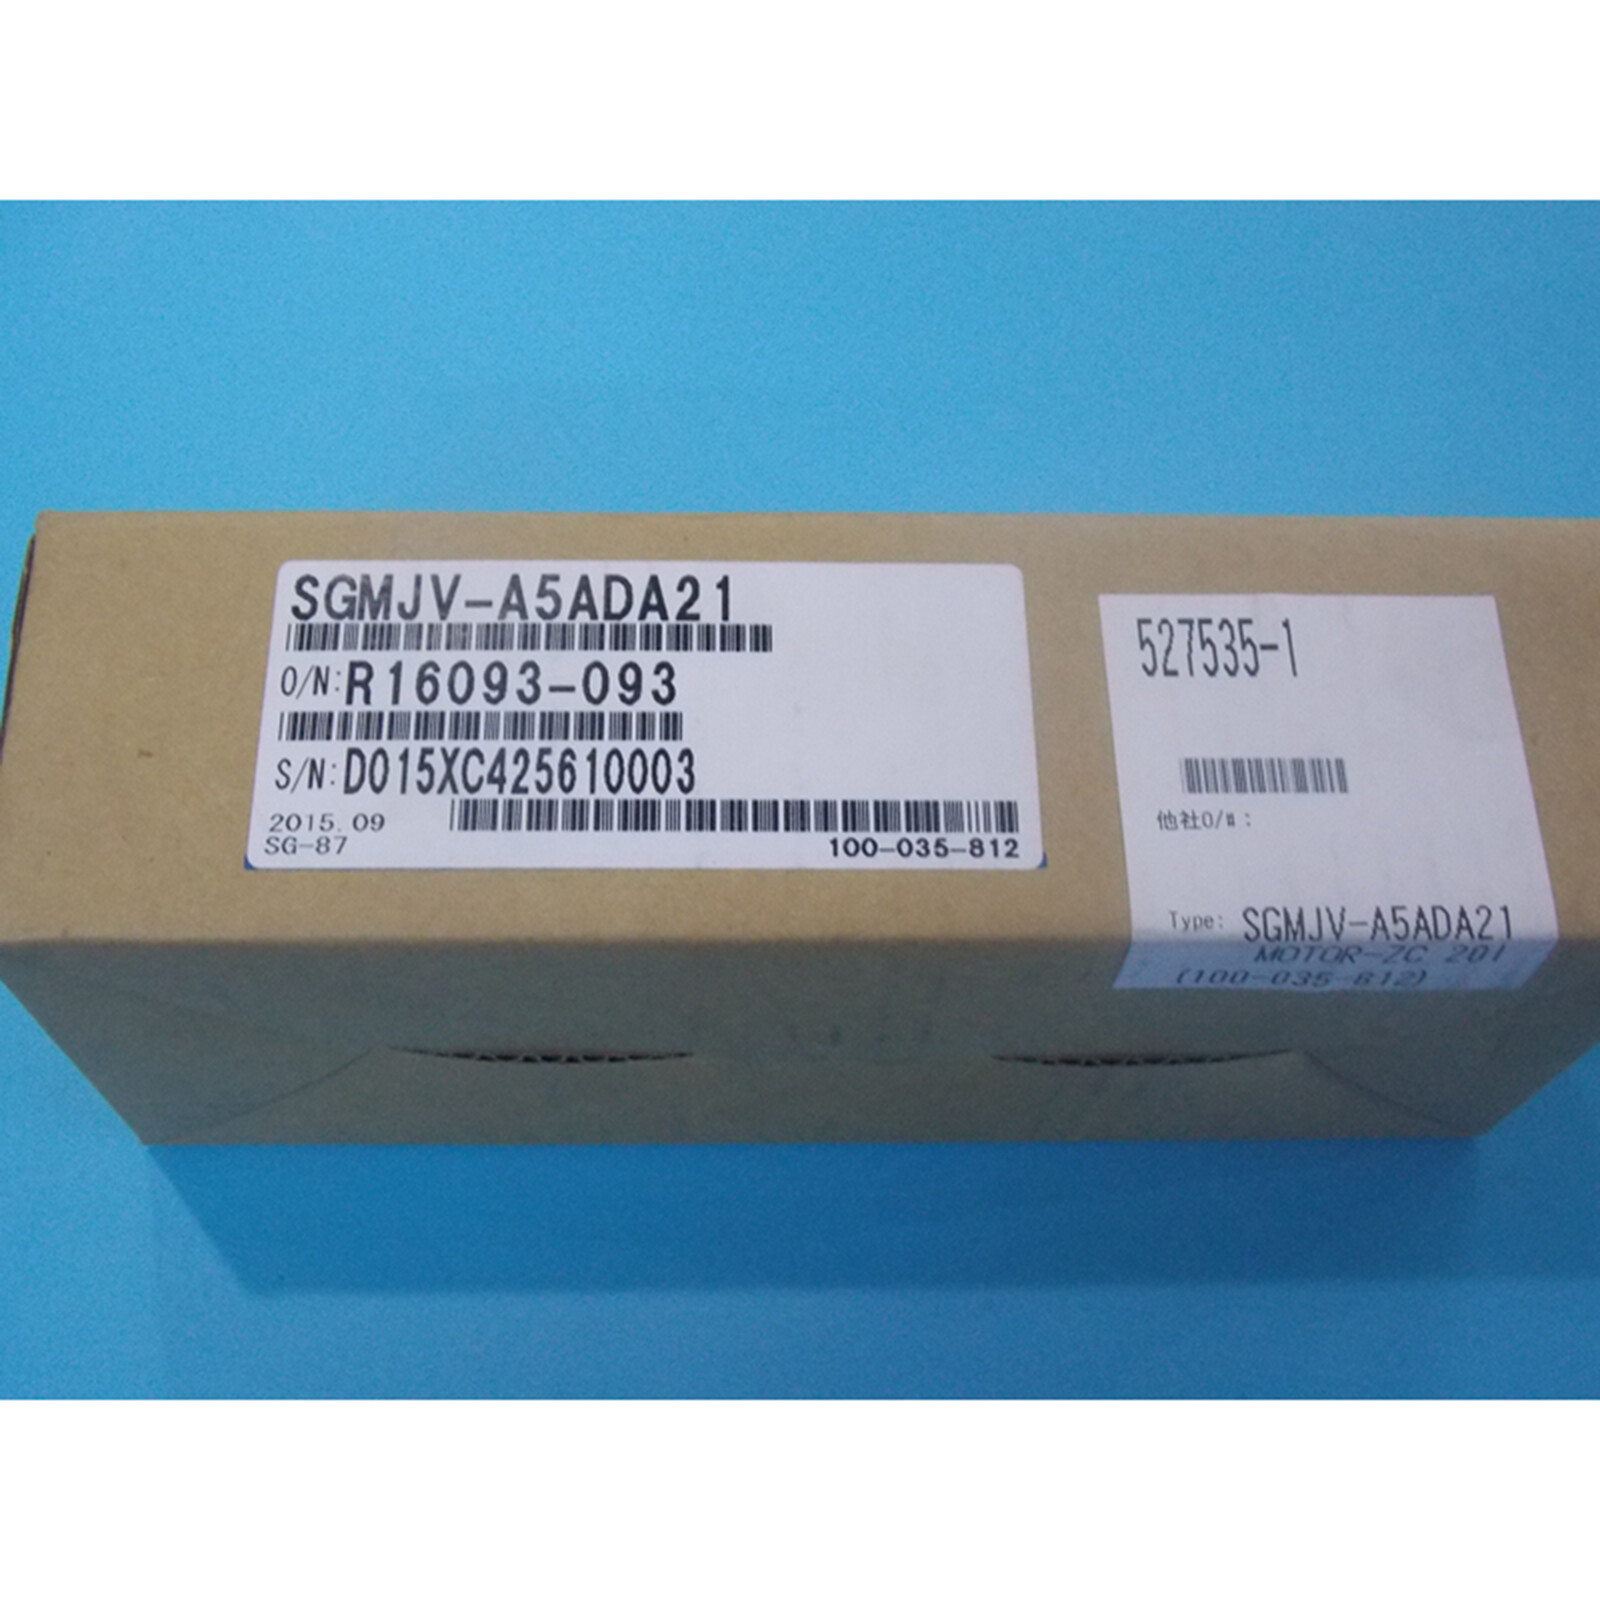 SGMJV-A5ADA21
O/N:R16093-093
S/N:D015XC425610003
2015.09
SG-87
100-035-812
527535-1
他社O/#:
Type: SGMJV-A5ADA21
MOTOR-ZC 201
(100-035-812)